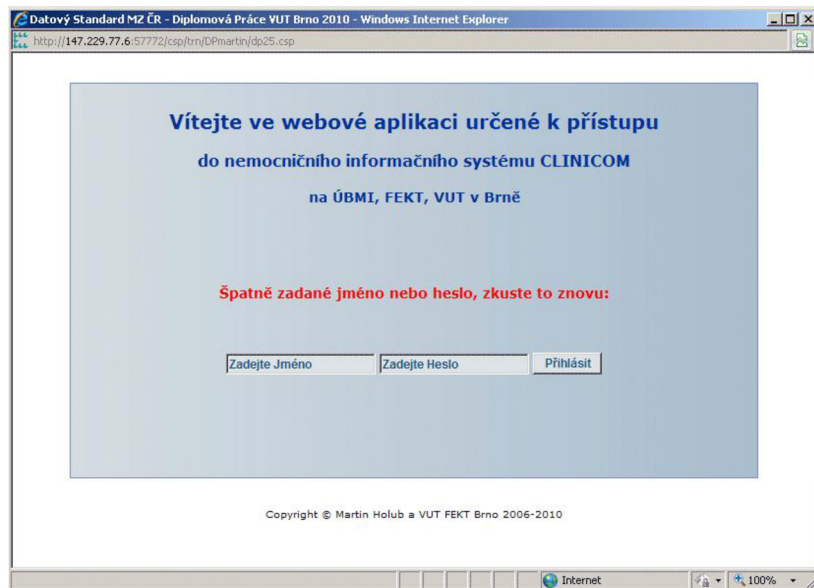 Datový Standard MZ ČR - Diplomová Práce VUT Brno 2010 - Windows Internet Explorer
http://147.229.77.6:57772/csp/trn/DPmartin/dp25.csp
Vítejte ve webové aplikaci určené k přístupu
do nemocničního informačního systému CLINICOM
na ÚBMI, FEKT, VUT v Brně
Špatně zadané jméno nebo heslo, zkuste to znovu:
Zadejte Jméno Zadejte Heslo Přihlásit
Copyright © Martin Holub a VUT FEKT Brno 2006-2010
Internet 100%